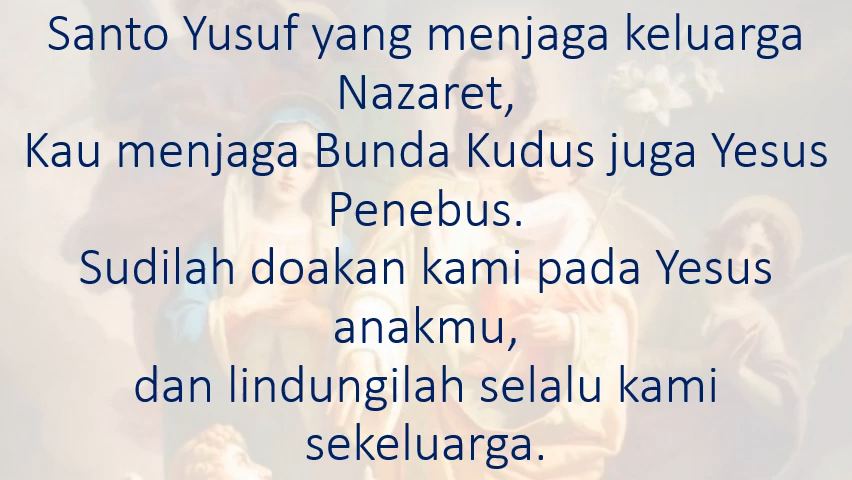 Santo Yusuf yang menjaga keluarga
Nazaret,
Kau menjaga Bunda Kudus juga Yesus
Penebus.
Sudilah doakan kami pada Yesus
anakmu,
dan lindungilah selalu kami
sekeluarga.